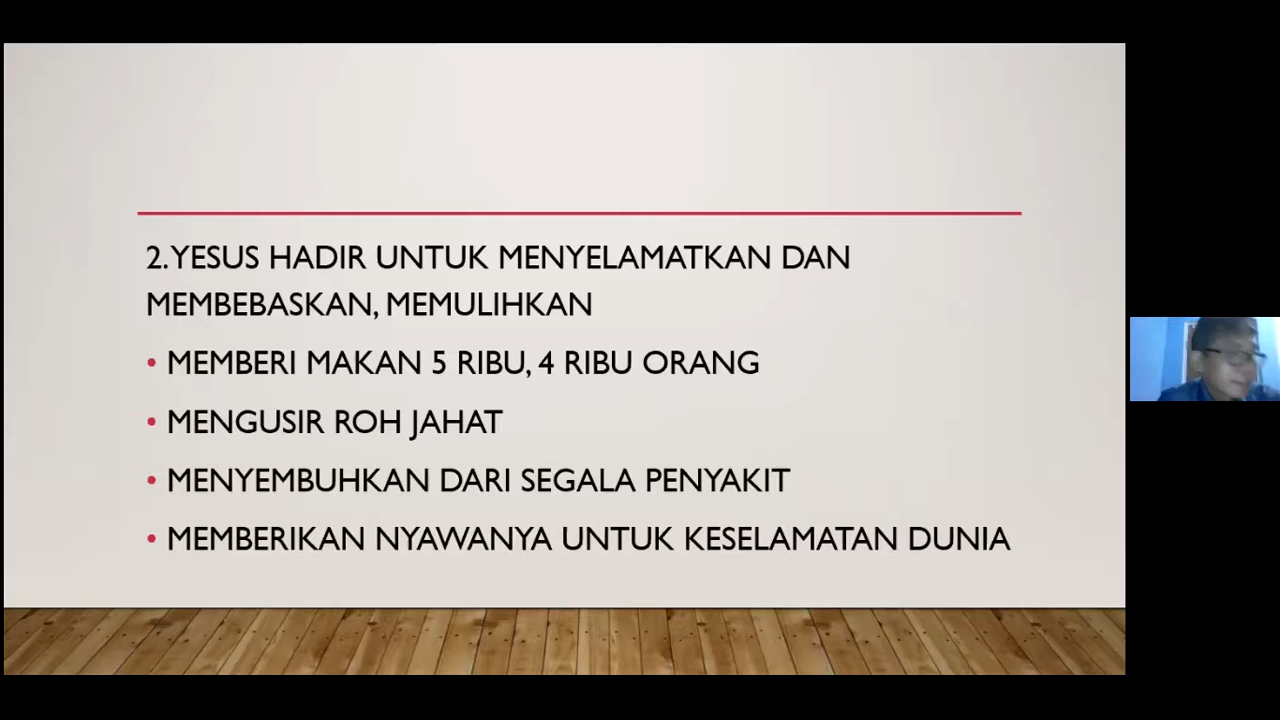 2. YESUS HADIR UNTUK MENYELAMATKAN DAN
MEMBEBASKAN, MEMULIHKAN
• MEMBERI MAKAN 5 RIBU, 4 RIBU ORANG
• MENGUSIR ROH JAHAT
• MENYEMBUHKAN DARI SEGALA PENYAKIT
• MEMBERIKAN NYAWANYA UNTUK KESELAMATAN DUNIA